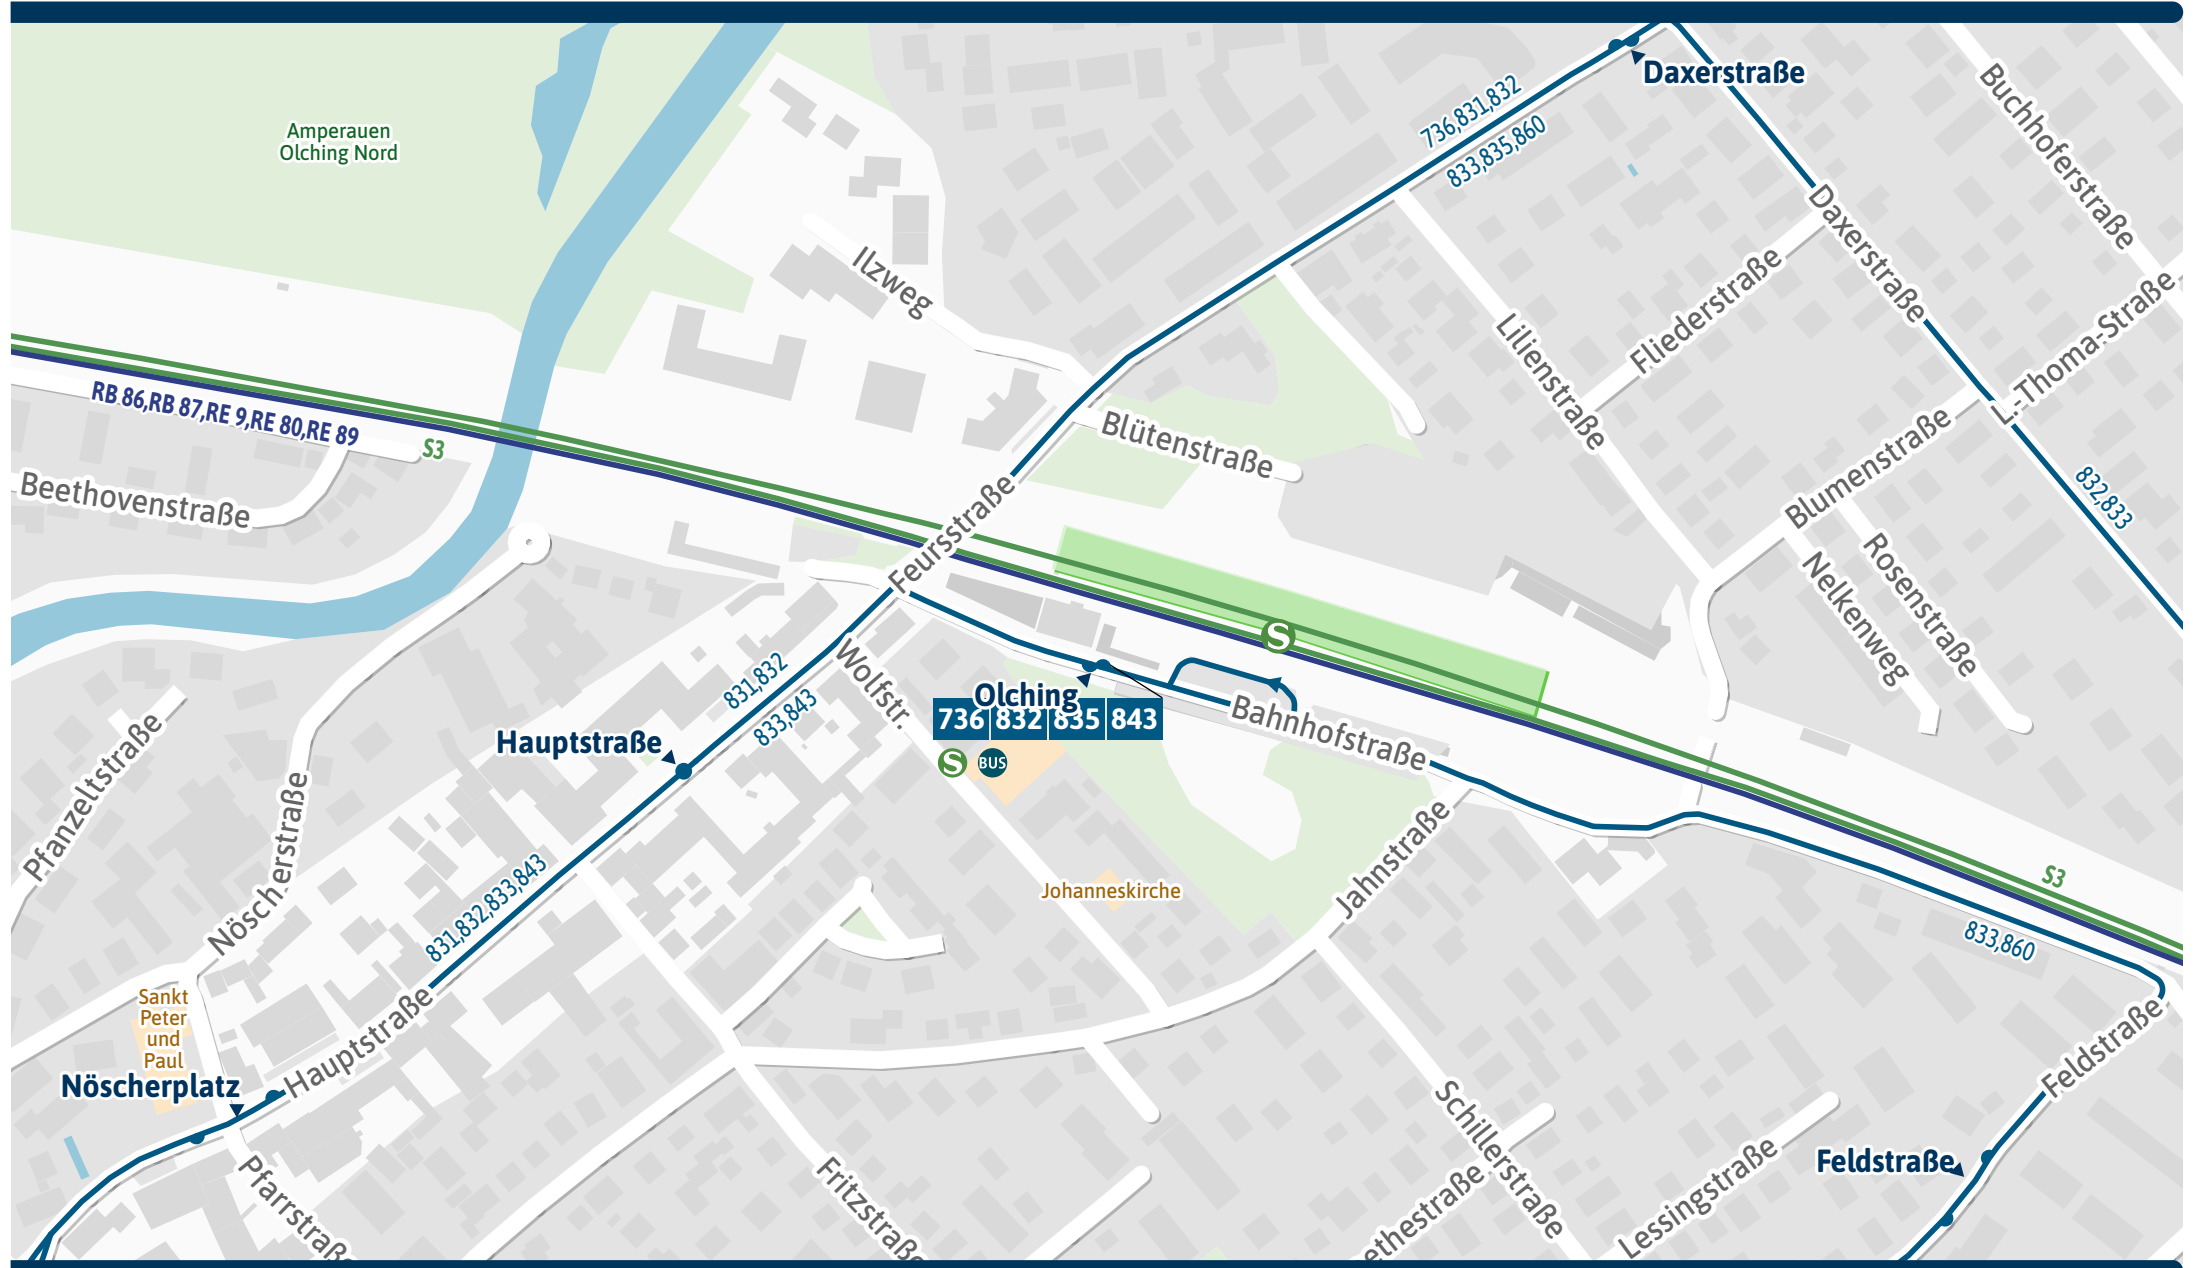 Daxerstraße
Buchhoferstraße
736,831,832
833,835,860
Amperauen
Olching Nord
Daxerstraße
Ilzweg
Fliederstraße
L.-Thoma-Straße
Lilienstraße
RB 86,RB 87,RE 9,RE 80,RE 89
S3
Blütenstraße
Blumenstraße
832,833
Beethovenstraße
Feursstraße
Rosenstraße
Nelkenweg
S
Wolfstr.
831,832
833,843
Olching
736 832 835 843
S BUS
Bahnhofstraße
Hauptstraße
Pfanzeltstraße
Nöscherstraße
Johanneskirche
Jahnstraße
S3
831,832,833,843
833,860
Sankt
Peter
und
Paul
Hauptstraße
Nöscherplatz
Feldstraße
Schillerstraße
Feldstraße
Pfarrstraße
Fritzstraße
ethestraße
Lessingstraße